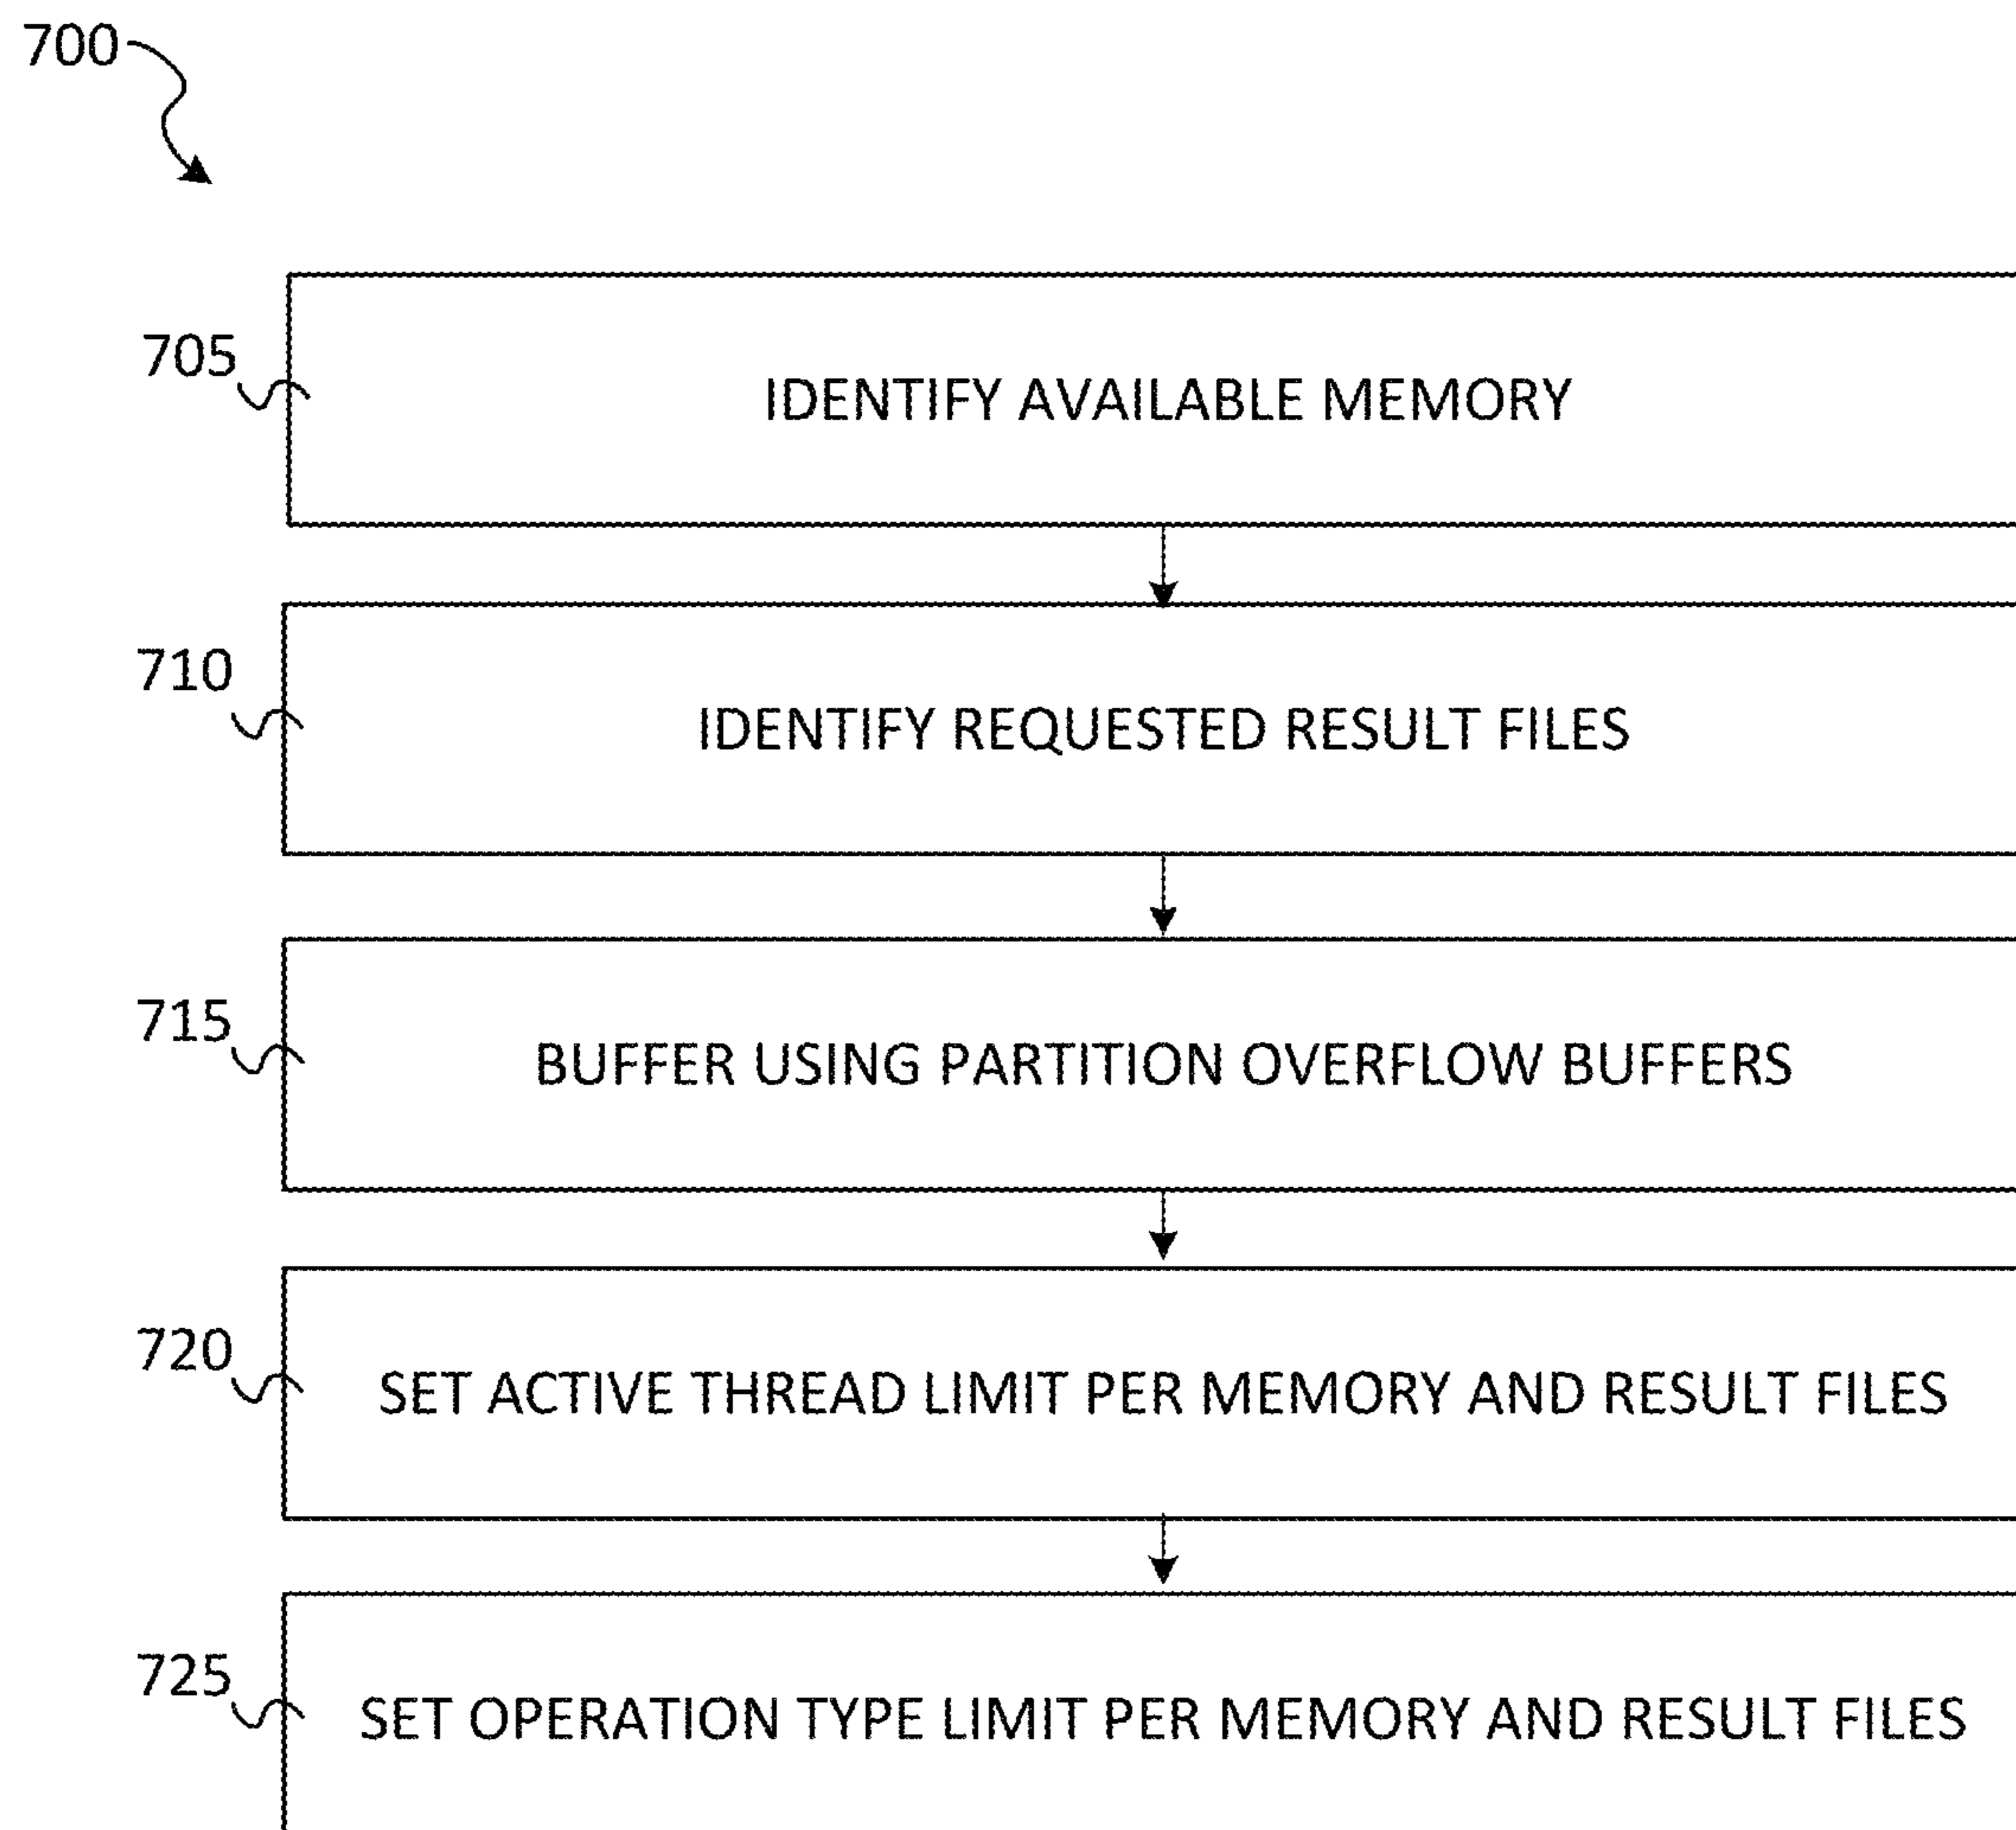 700
705
IDENTIFY AVAILABLE MEMORY
710
IDENTIFY REQUESTED RESULT FILES
715
BUFFER USING PARTITION OVERFLOW BUFFERS
720
SET ACTIVE THREAD LIMIT PER MEMORY AND RESULT FILES
725
SET OPERATION TYPE LIMIT PER MEMORY AND RESULT FILES